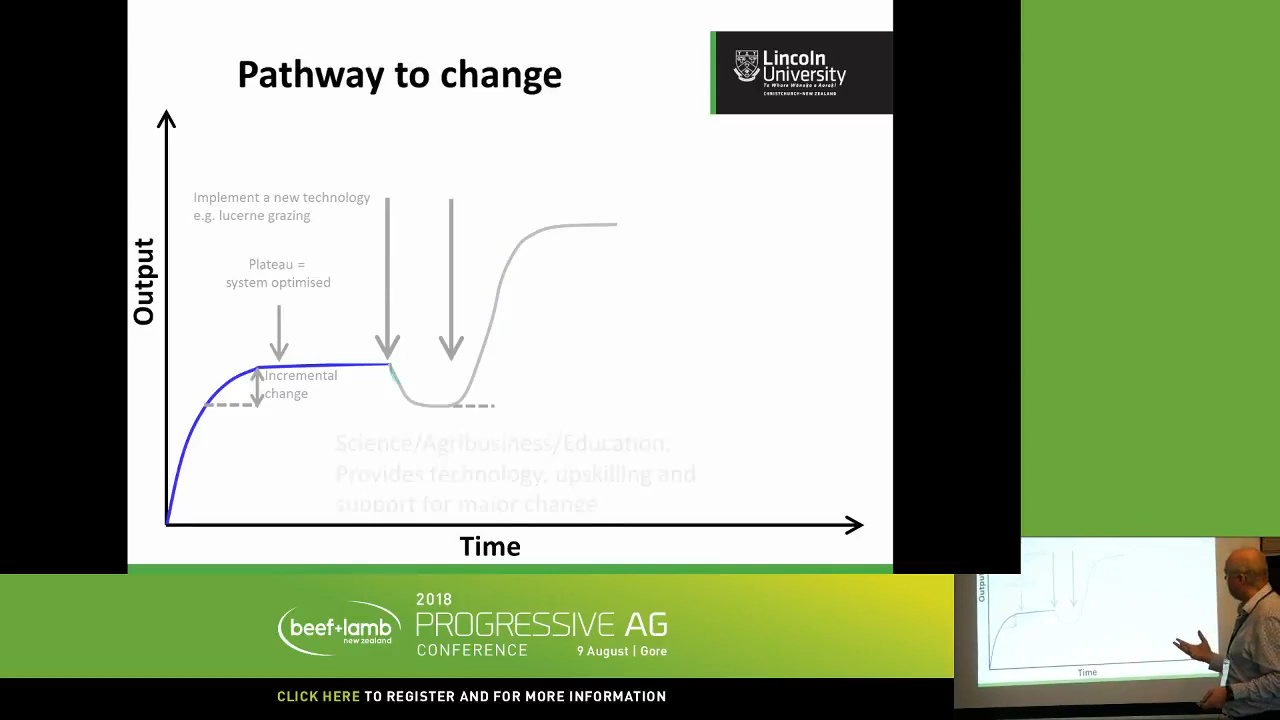 Pathway to change
Lincoln
University
Te Whare Wānaka o Aoraki
CHRISTCHURCH•NEW ZEALAND
Output
Implement a new technology
e.g. lucerne grazing
Plateau =
system optimised
Incremental
change
Science/Agribusiness/Education.
Provides technology, upskilling and
support for major change
Time
beef+lamb
new zealand
2018
PROGRESSIVE AG
CONFERENCE
9 August | Gore
CLICK HERE TO REGISTER AND FOR MORE INFORMATION
Output
Time